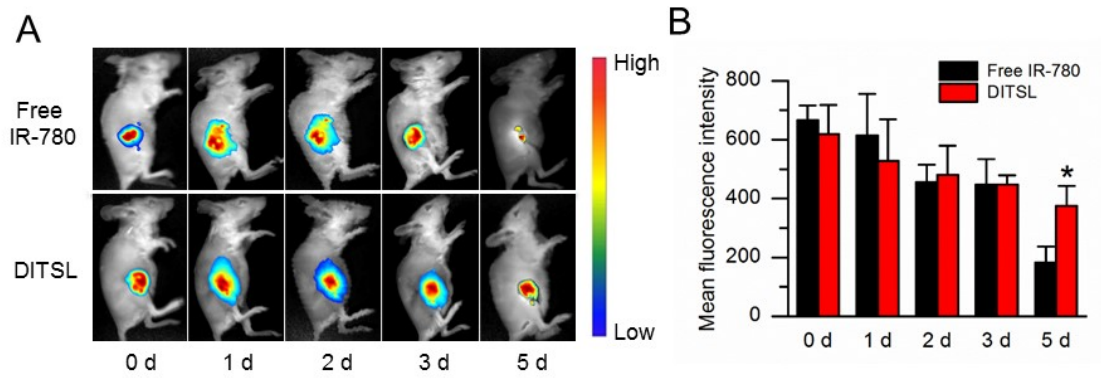 A
Free
IR-780
DITSL
0 d
1 d
2 d
3 d
5 d
High
Low
B
Mean fluorescence intensity
800
600
400
200
0
Free IR-780
DITSL
*
0 d
1 d
2 d
3 d
5 d